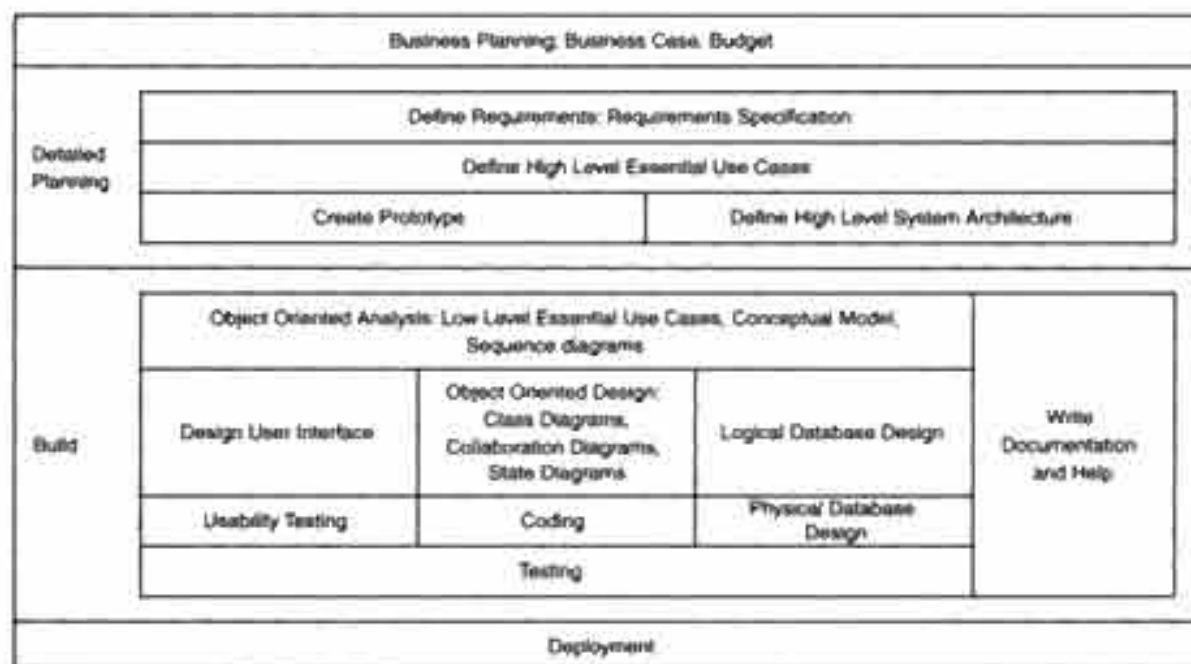 Business Planning: Business Case, Budget
Define Requirements: Requirements Specification
Detailed
Planning
Define High Level Essential Use Cases
Create Prototype
Define High Level System Architecture
Object Oriented Analysis: Low Level Essential Use Cases, Conceptual Model,
Sequence diagrams
Build
Design User Interface
Object Oriented Design:
Class Diagrams,
Collaboration Diagrams,
State Diagrams
Logical Database Design
Write
Documentation
and Help
Usability Testing
Coding
Physical Database
Design
Testing
Deployment